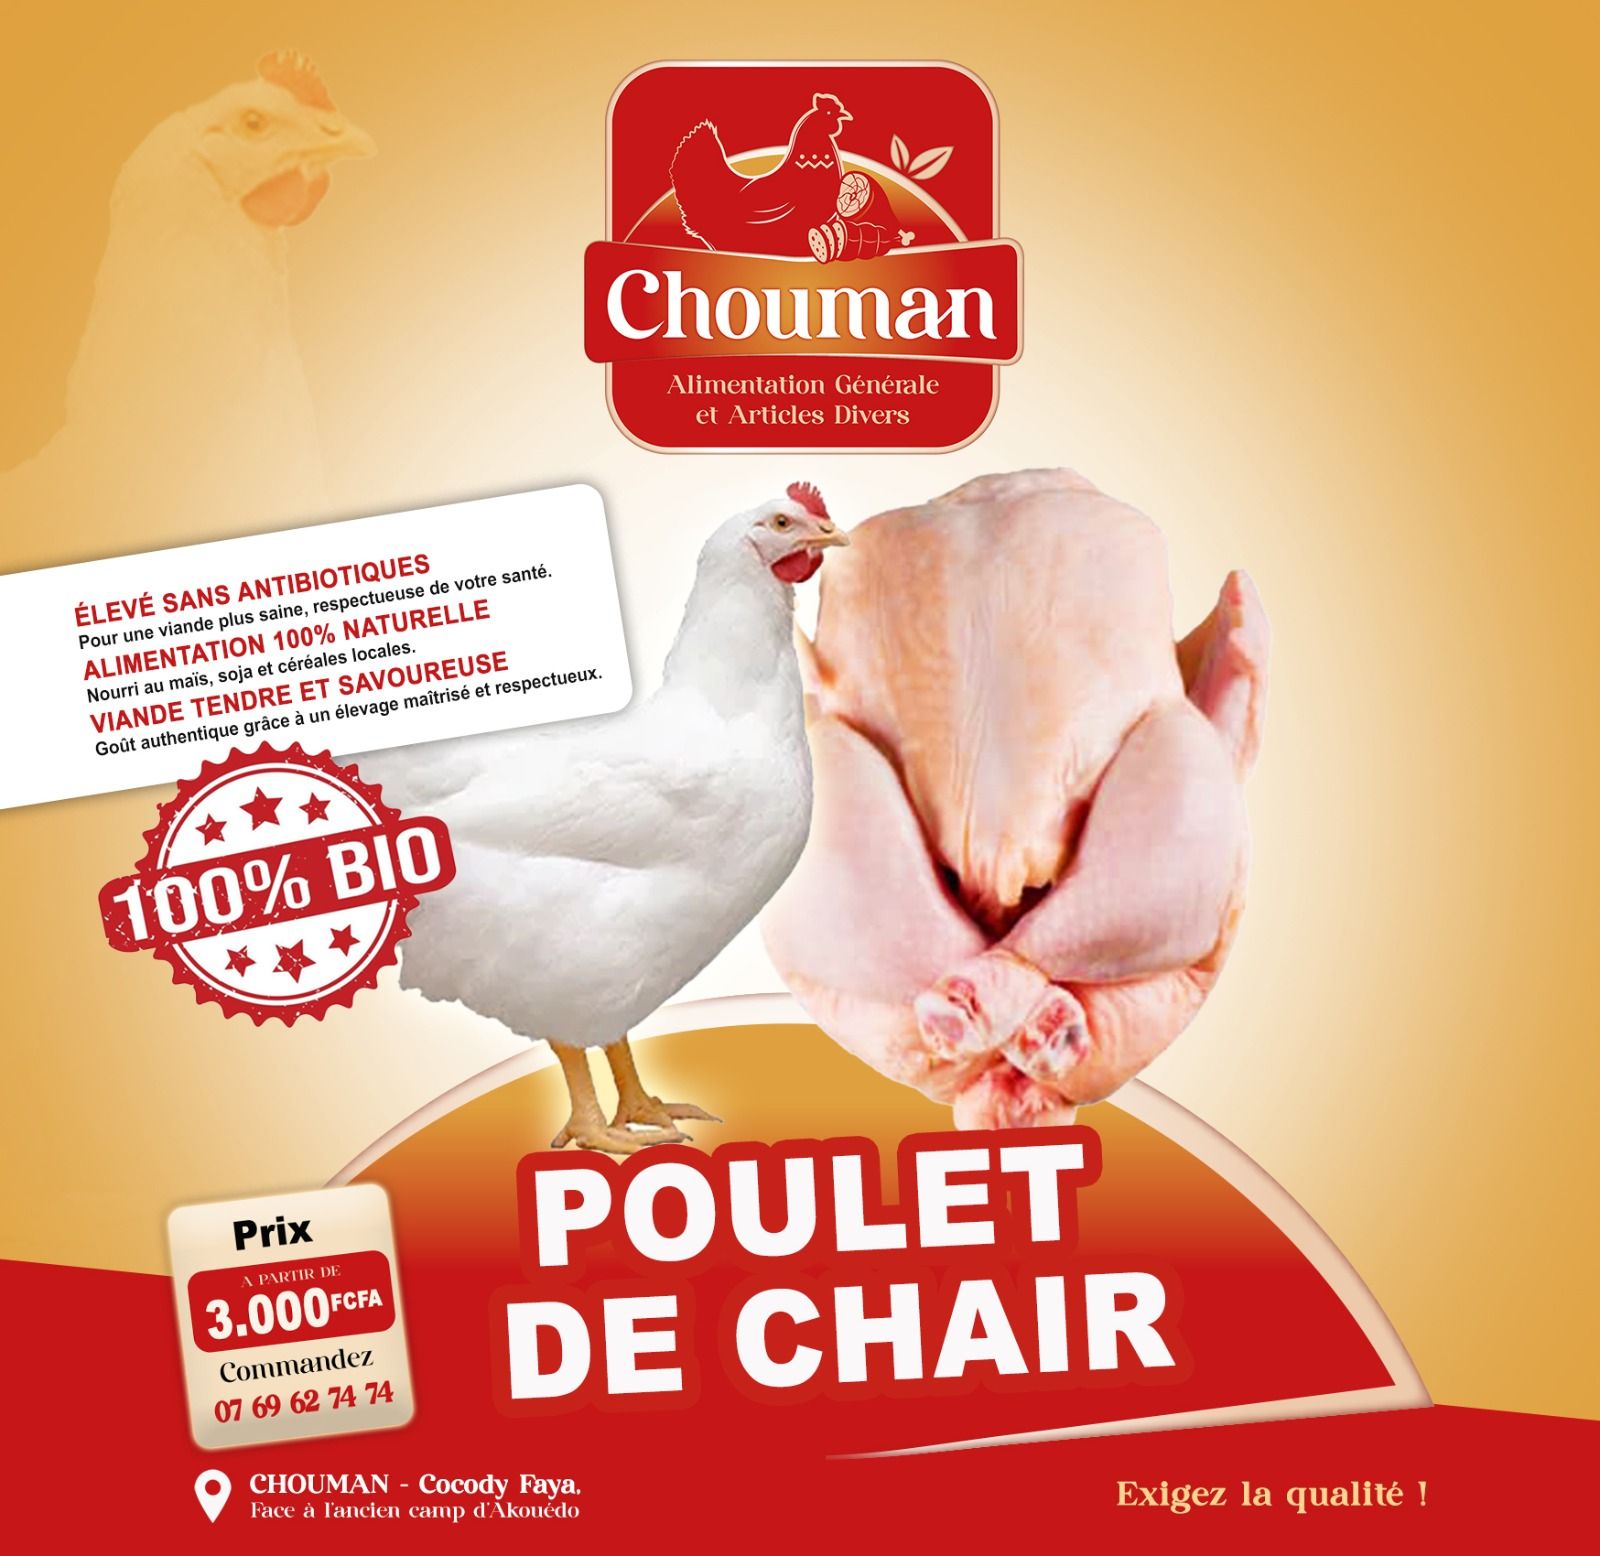 Chouman
Alimentation Générale
et Articles Divers
ÉLEVÉ SANS ANTIBIOTIQUES
Pour une viande plus saine, respectueuse de votre santé.
ALIMENTATION 100% NATURELLE
Nourri au maïs, soja et céréales locales.
VIANDE TENDRE ET SAVOUREUSE
Goût authentique grâce à un élevage maîtrisé et respectueux.
100% BIO
POULET
DE CHAIR
Prix
A PARTIR DE
3.000 FCFA
Commandez
07 69 62 74 74
CHOUMAN - Cocody Faya,
Face à l'ancien camp d'Akouédo
Exigez la qualité !